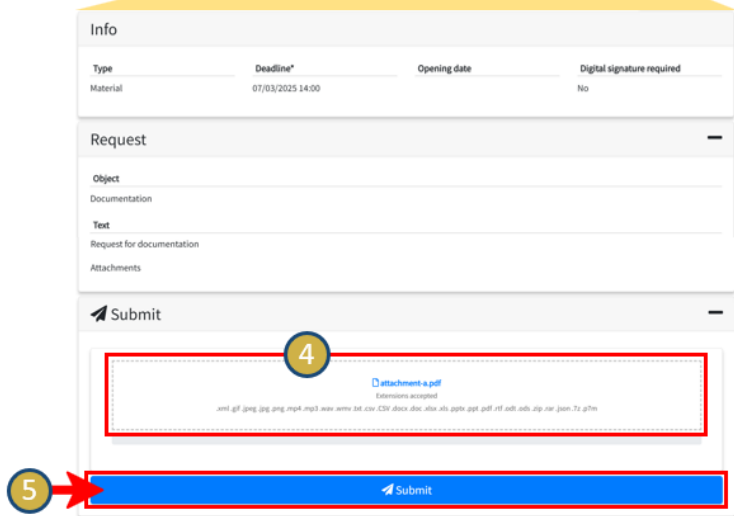 Info
Type Deadline* Opening date Digital signature required
Material 07/03/2025 14:00 No
Request
Object
Documentation
Text
Request for documentation
Attachments
Submit
4
attachment-a.pdf
Extensions accepted
.xml .gif .jpeg .jpg .png .mp4 .mp3 .wav .wmv .txt .csv .CSV .docx .doc .xlsx .xls .pptx .ppt .pdf .rtf .odt .ods .zip .rar .json .7z .p7m
5
Submit